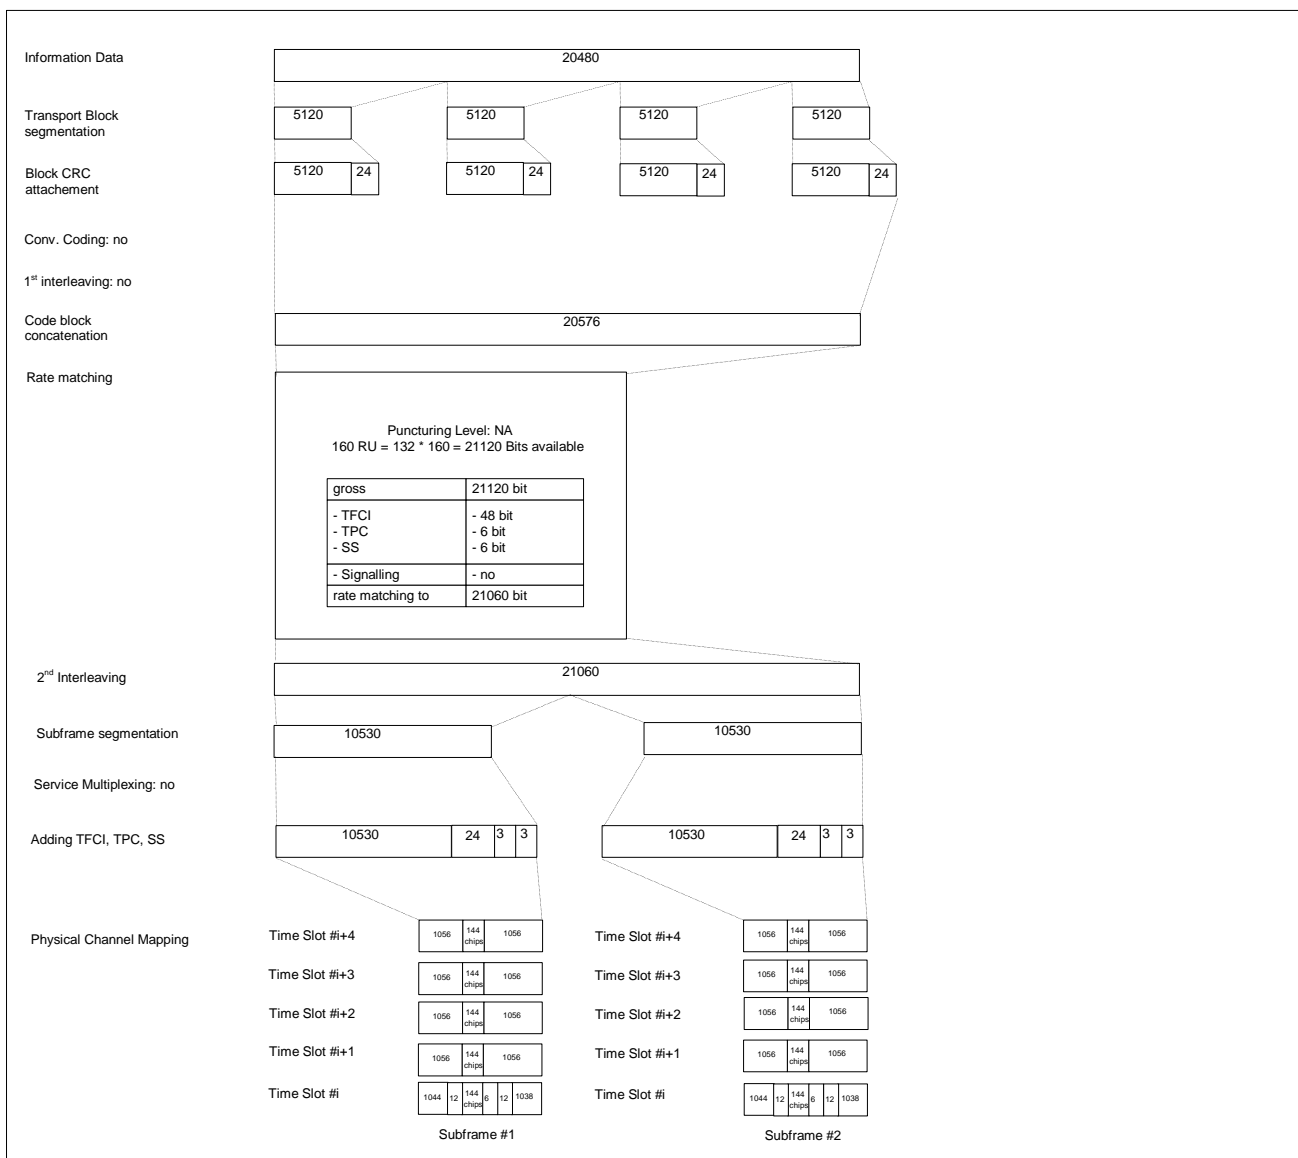 Information Data
20480
Transport Block
segmentation
5120
5120
5120
5120
Block CRC
attachement
5120 24
5120 24
5120 24
5120 24
Conv. Coding: no
1st interleaving: no
Code block
concatenation
20576
Rate matching
Puncturing Level: NA
160 RU = 132 * 160 = 21120 Bits available
gross 21120 bit
- TFCI - 48 bit
- TPC - 6 bit
- SS - 6 bit
- Signalling - no
rate matching to 21060 bit
2nd Interleaving
21060
Subframe segmentation
10530
10530
Service Multiplexing: no
Adding TFCI, TPC, SS
10530 24 3 3
10530 24 3 3
Physical Channel Mapping
Time Slot #i+4
1056 144 chips 1056
Time Slot #i+4
1056 144 chips 1056
Time Slot #i+3
1056 144 chips 1056
Time Slot #i+3
1056 144 chips 1056
Time Slot #i+2
1056 144 chips 1056
Time Slot #i+2
1056 144 chips 1056
Time Slot #i+1
1056 144 chips 1056
Time Slot #i+1
1056 144 chips 1056
Time Slot #i
1044 12 144 chips 6 12 1038
Time Slot #i
1044 12 144 chips 6 12 1038
Subframe #1
Subframe #2